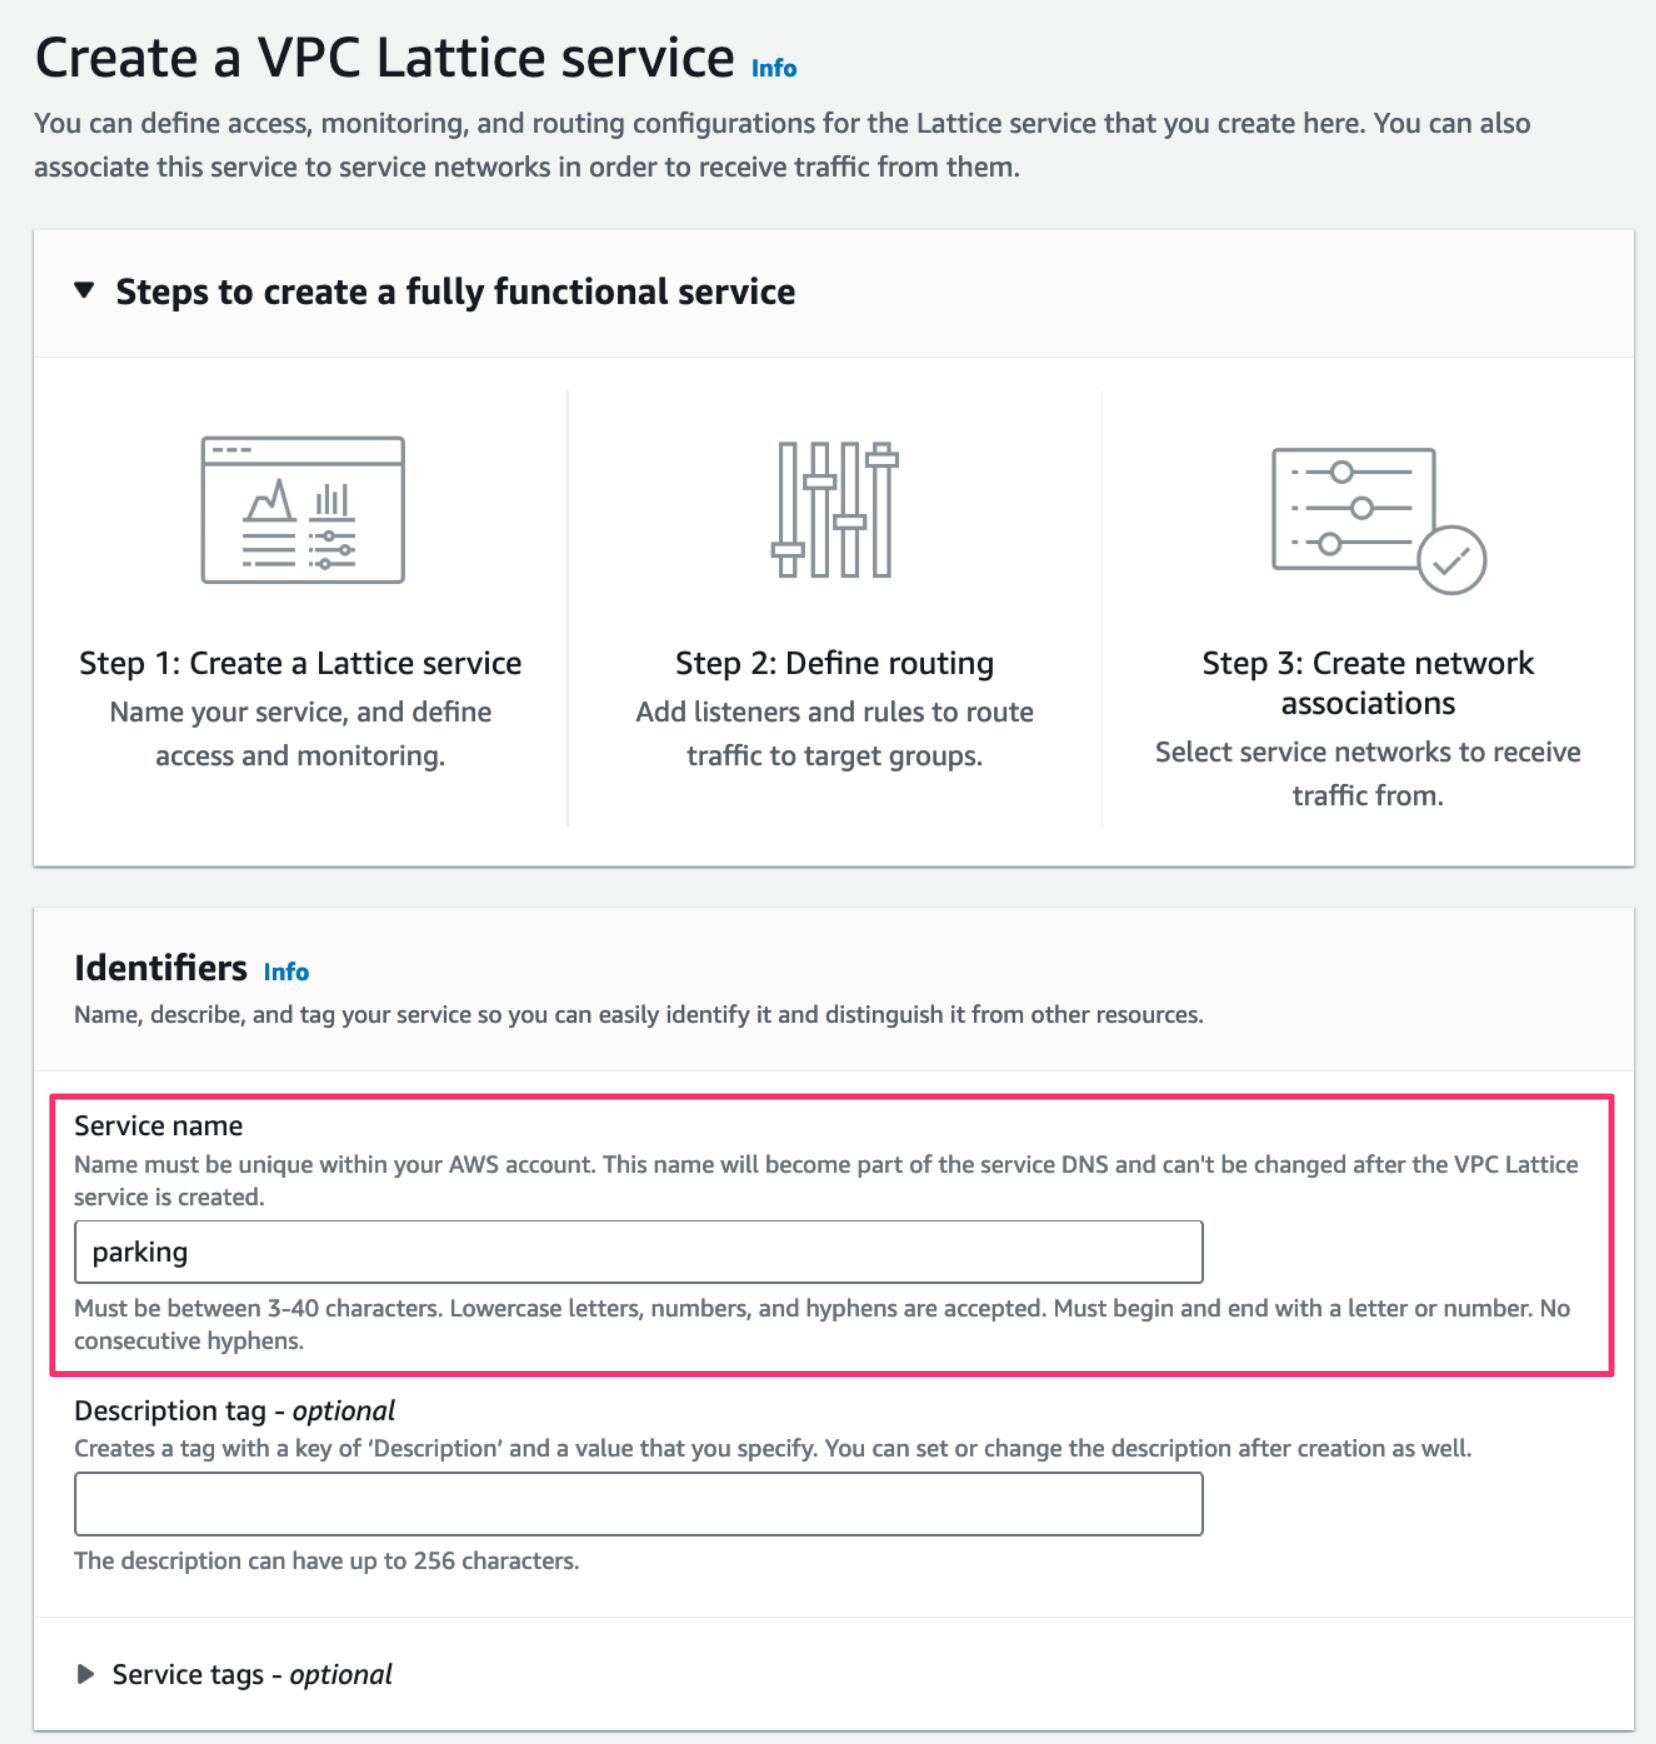 Create a VPC Lattice service Info
You can define access, monitoring, and routing configurations for the Lattice service that you create here. You can also
associate this service to service networks in order to receive traffic from them.
Steps to create a fully functional service
Step 1: Create a Lattice service
Name your service, and define
access and monitoring.
Step 2: Define routing
Add listeners and rules to route
traffic to target groups.
Step 3: Create network
associations
Select service networks to receive
traffic from.
Identifiers Info
Name, describe, and tag your service so you can easily identify it and distinguish it from other resources.
Service name
Name must be unique within your AWS account. This name will become part of the service DNS and can't be changed after the VPC Lattice
service is created.
parking
Must be between 3-40 characters. Lowercase letters, numbers, and hyphens are accepted. Must begin and end with a letter or number. No
consecutive hyphens.
Description tag - optional
Creates a tag with a key of ‘Description’ and a value that you specify. You can set or change the description after creation as well.
The description can have up to 256 characters.
Service tags - optional